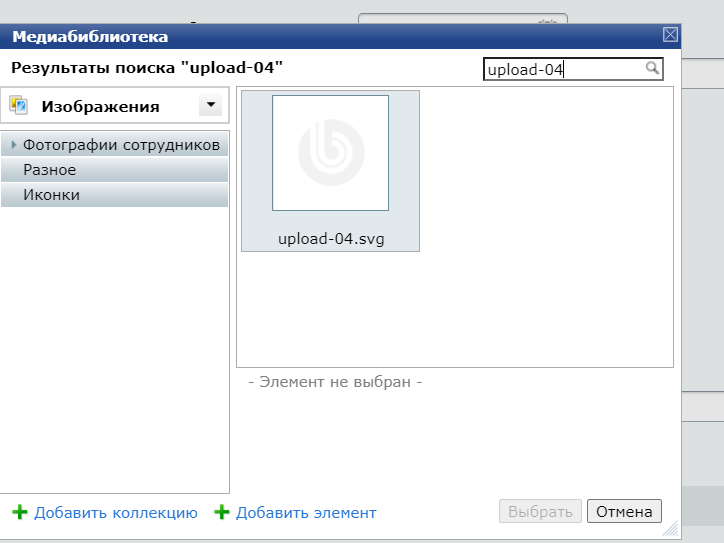 Медиабиблиотека
Результаты поиска "upload-04"
upload-04
Изображения
Фотографии сотрудников
Разное
Иконки
upload-04.svg
- Элемент не выбран -
Добавить коллекцию
Добавить элемент
Выбрать
Отмена